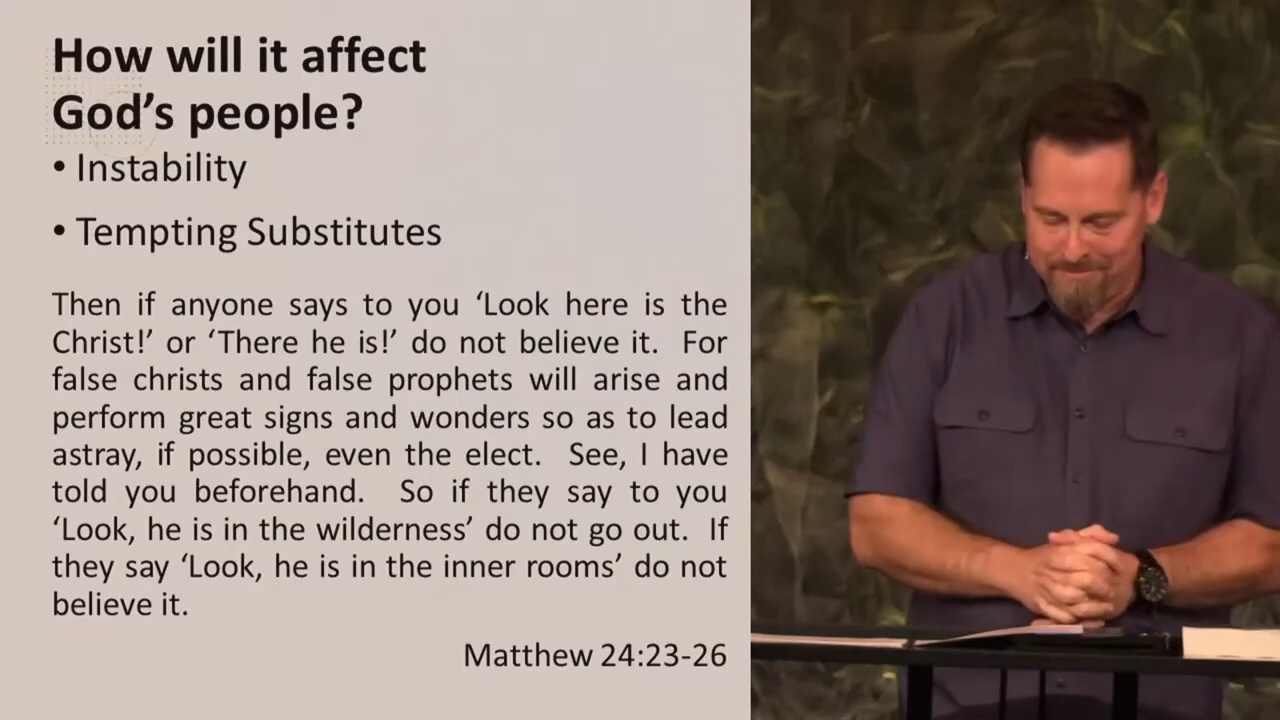 How will it affect
God’s people?
• Instability
• Tempting Substitutes
Then if anyone says to you ‘Look here is the
Christ!’ or ‘There he is!’ do not believe it.  For
false christs and false prophets will arise and
perform great signs and wonders so as to lead
astray, if possible, even the elect.  See, I have
told you beforehand.  So if they say to you
‘Look, he is in the wilderness’ do not go out.  If
they say ‘Look, he is in the inner rooms’ do not
believe it.
Matthew 24:23-26